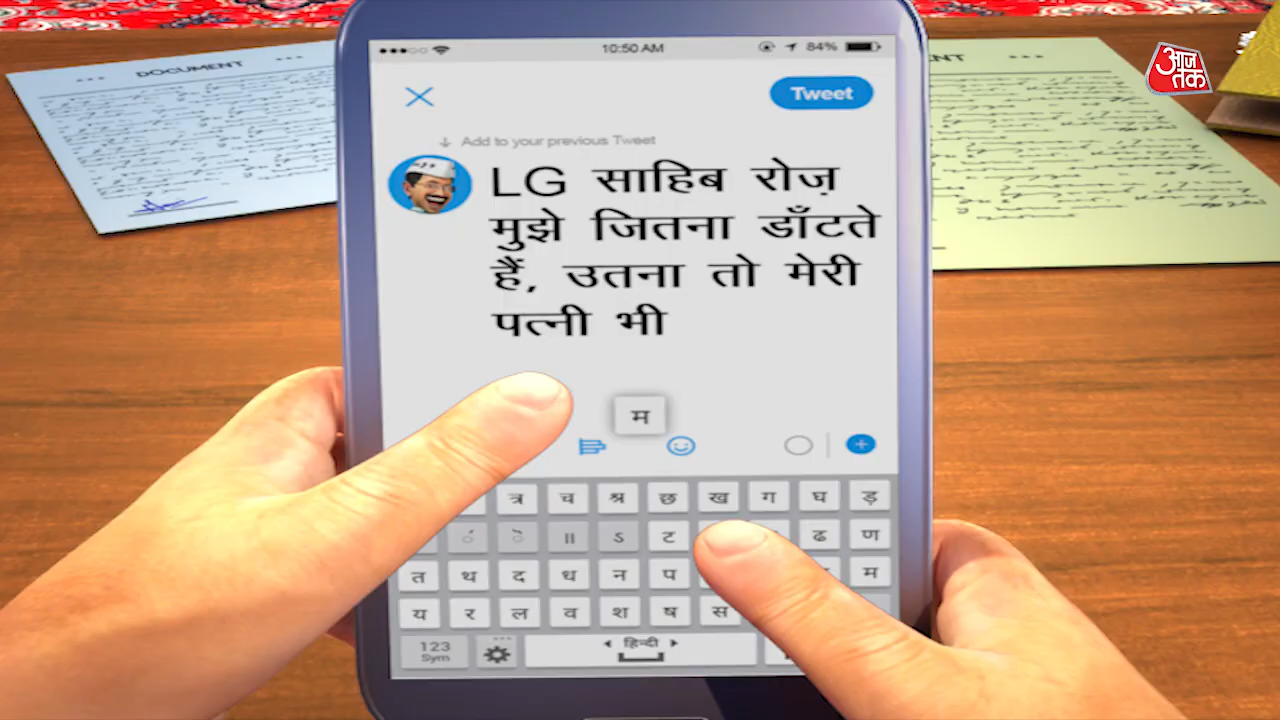 DOCUMENT
NT
आज
तक
10:50 AM
84%
Tweet
Add to your previous Tweet
LG साहिब रोज़
मुझे जितना डाँटते
हैं, उतना तो मेरी
पत्नी भी
म
त्र च श्र छ ख ग घ ड़
॥ ऽ ट ढ ण
त थ द ध न प म
य र ल व श ष स
123
Sym
हिन्दी